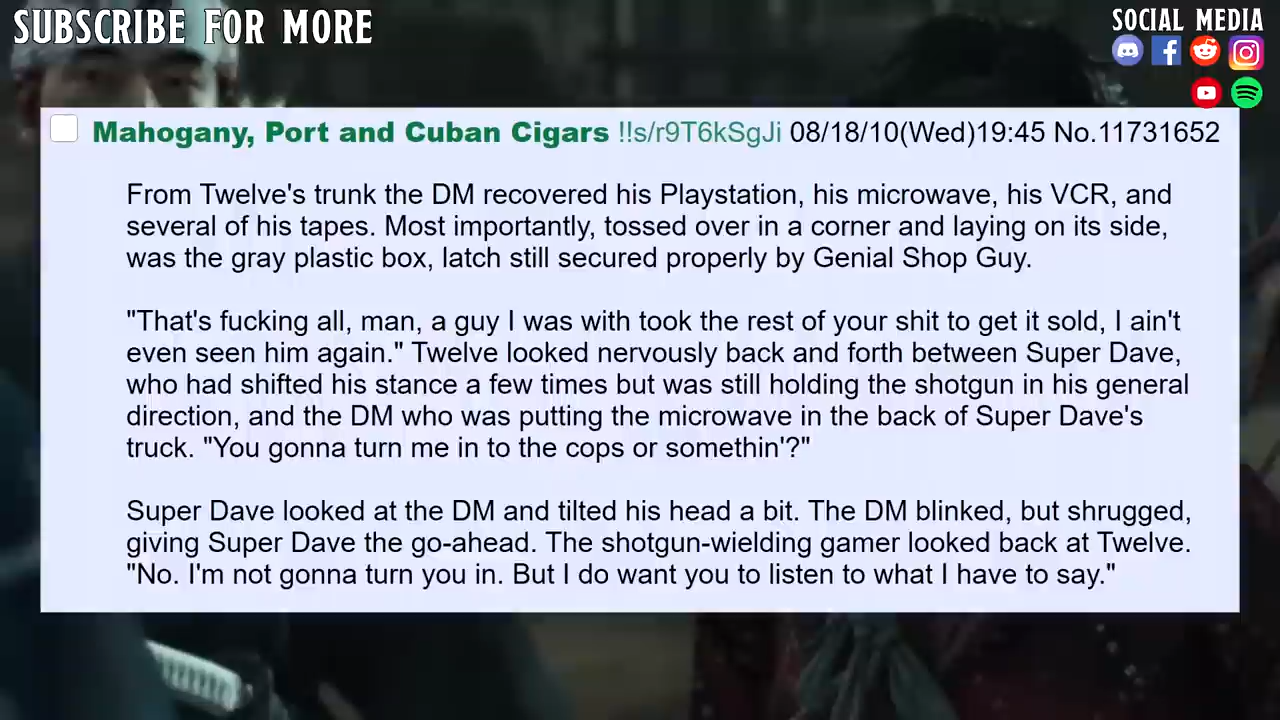 SUBSCRIBE FOR MORE
SOCIAL MEDIA
Mahogany, Port and Cuban Cigars !!s/r9T6kSgJi 08/18/10(Wed)19:45 No.11731652
From Twelve's trunk the DM recovered his Playstation, his microwave, his VCR, and
several of his tapes. Most importantly, tossed over in a corner and laying on its side,
was the gray plastic box, latch still secured properly by Genial Shop Guy.
"That's fucking all, man, a guy I was with took the rest of your shit to get it sold, I ain't
even seen him again." Twelve looked nervously back and forth between Super Dave,
who had shifted his stance a few times but was still holding the shotgun in his general
direction, and the DM who was putting the microwave in the back of Super Dave's
truck. "You gonna turn me in to the cops or somethin'?"
Super Dave looked at the DM and tilted his head a bit. The DM blinked, but shrugged,
giving Super Dave the go-ahead. The shotgun-wielding gamer looked back at Twelve.
"No. I'm not gonna turn you in. But I do want you to listen to what I have to say."